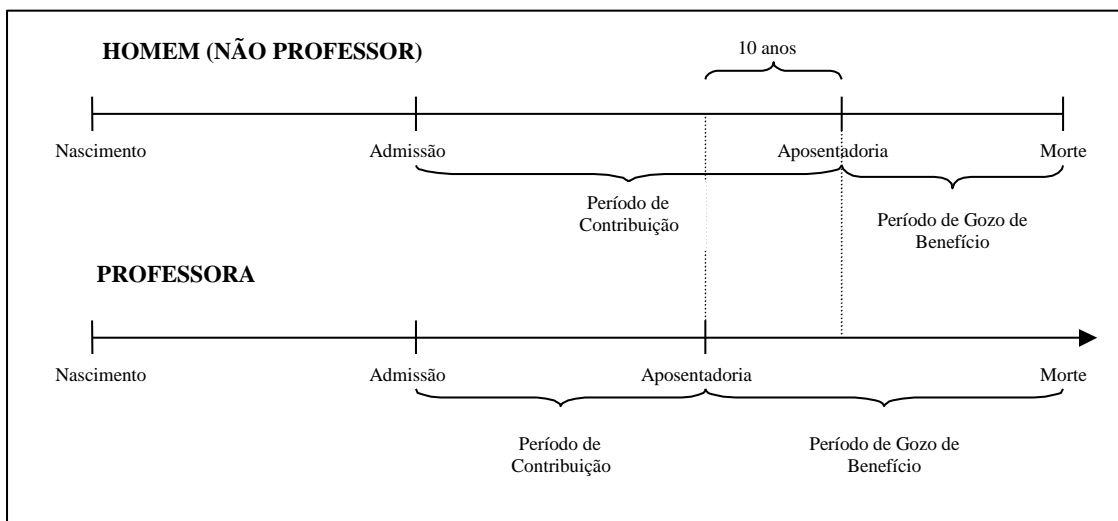 HOMEM (NÃO PROFESSOR)
10 anos
Nascimento
Admissão
Aposentadoria
Morte
Período de
Contribuição
Período de Gozo de
Benefício
PROFESSORA
Nascimento
Admissão
Aposentadoria
Morte
Período de
Contribuição
Período de Gozo de
Benefício